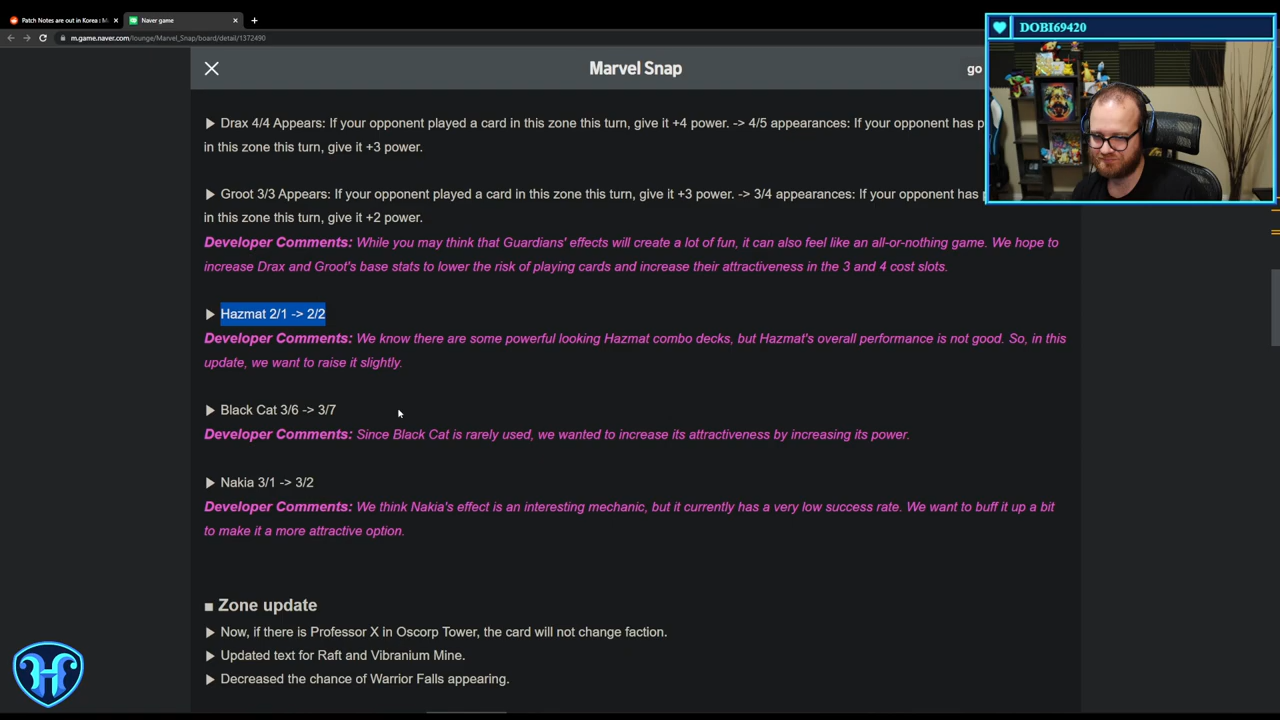 Patch Notes are out in Korea : M
Naver game
m.game.naver.com/lounge/Marvel_Snap/board/detail/1372490
DOBI69420
Marvel Snap
go
▶ Drax 4/4 Appears: If your opponent played a card in this zone this turn, give it +4 power. -> 4/5 appearances: If your opponent has
in this zone this turn, give it +3 power.
▶ Groot 3/3 Appears: If your opponent played a card in this zone this turn, give it +3 power. -> 3/4 appearances: If your opponent has
in this zone this turn, give it +2 power.
Developer Comments: While you may think that Guardians' effects will create a lot of fun, it can also feel like an all-or-nothing game. We hope to
increase Drax and Groot's base stats to lower the risk of playing cards and increase their attractiveness in the 3 and 4 cost slots.
▶ Hazmat 2/1 -> 2/2
Developer Comments: We know there are some powerful looking Hazmat combo decks, but Hazmat's overall performance is not good. So, in this
update, we want to raise it slightly.
▶ Black Cat 3/6 -> 3/7
Developer Comments: Since Black Cat is rarely used, we wanted to increase its attractiveness by increasing its power.
▶ Nakia 3/1 -> 3/2
Developer Comments: We think Nakia's effect is an interesting mechanic, but it currently has a very low success rate. We want to buff it up a bit
to make it a more attractive option.
■ Zone update
▶ Now, if there is Professor X in Oscorp Tower, the card will not change faction.
▶ Updated text for Raft and Vibranium Mine.
▶ Decreased the chance of Warrior Falls appearing.